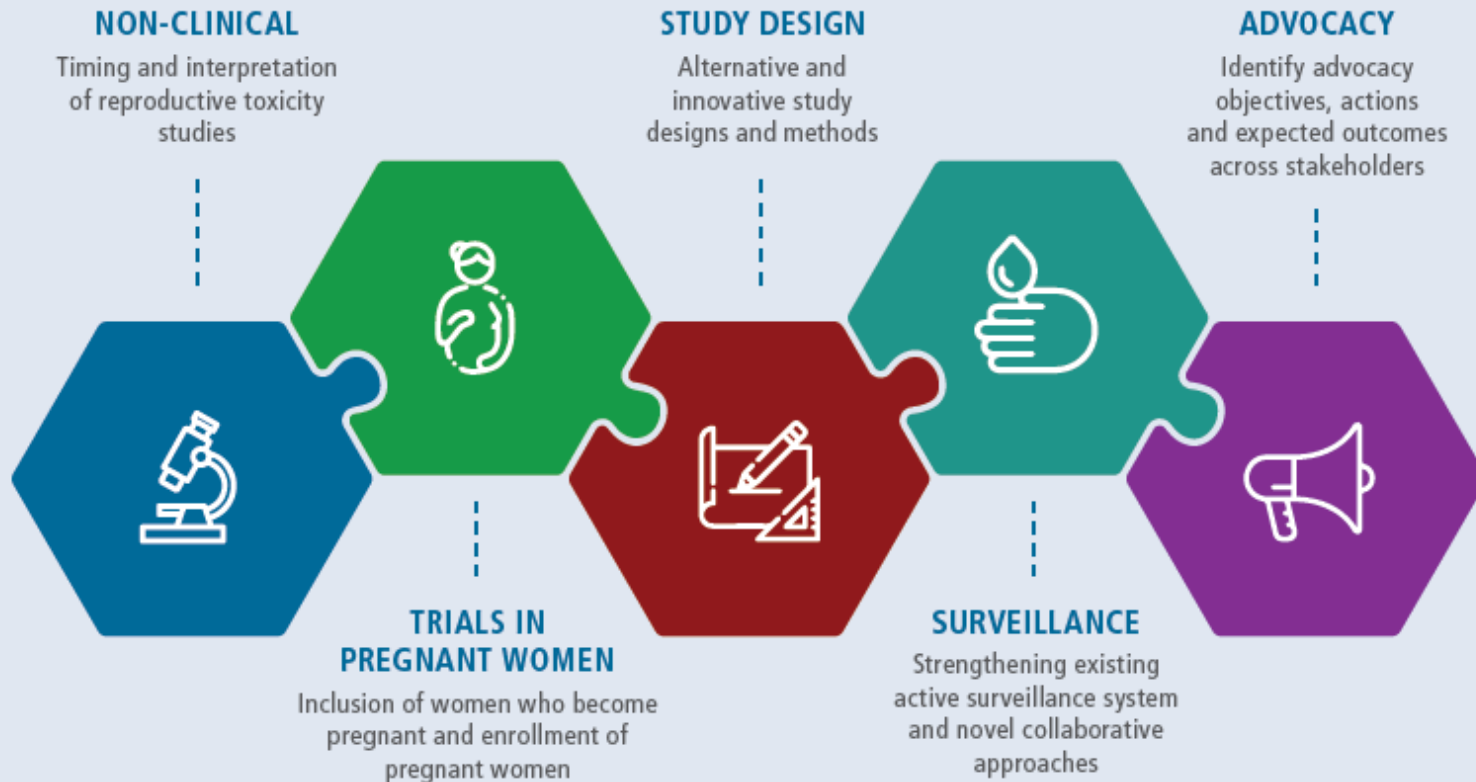 NON-CLINICAL
Timing and interpretation
of reproductive toxicity
studies
TRIALS IN
PREGNANT WOMEN
Inclusion of women who become
pregnant and enrollment of
pregnant women
STUDY DESIGN
Alternative and
innovative study
designs and methods
SURVEILLANCE
Strengthening existing
active surveillance system
and novel collaborative
approaches
ADVOCACY
Identify advocacy
objectives, actions
and expected outcomes
across stakeholders